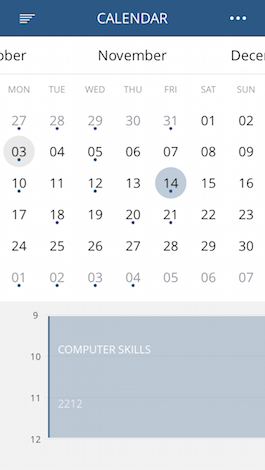 CALENDAR
ober November Decem
MON TUE WED THU FRI SAT SUN
27 28 29 30 31 01 02
03 04 05 06 07 08 09
10 11 12 13 14 15 16
17 18 19 20 21 22 23
24 25 26 27 28 29 30
01 02 03 04 05 06 07
9
COMPUTER SKILLS
10
2212
11
12